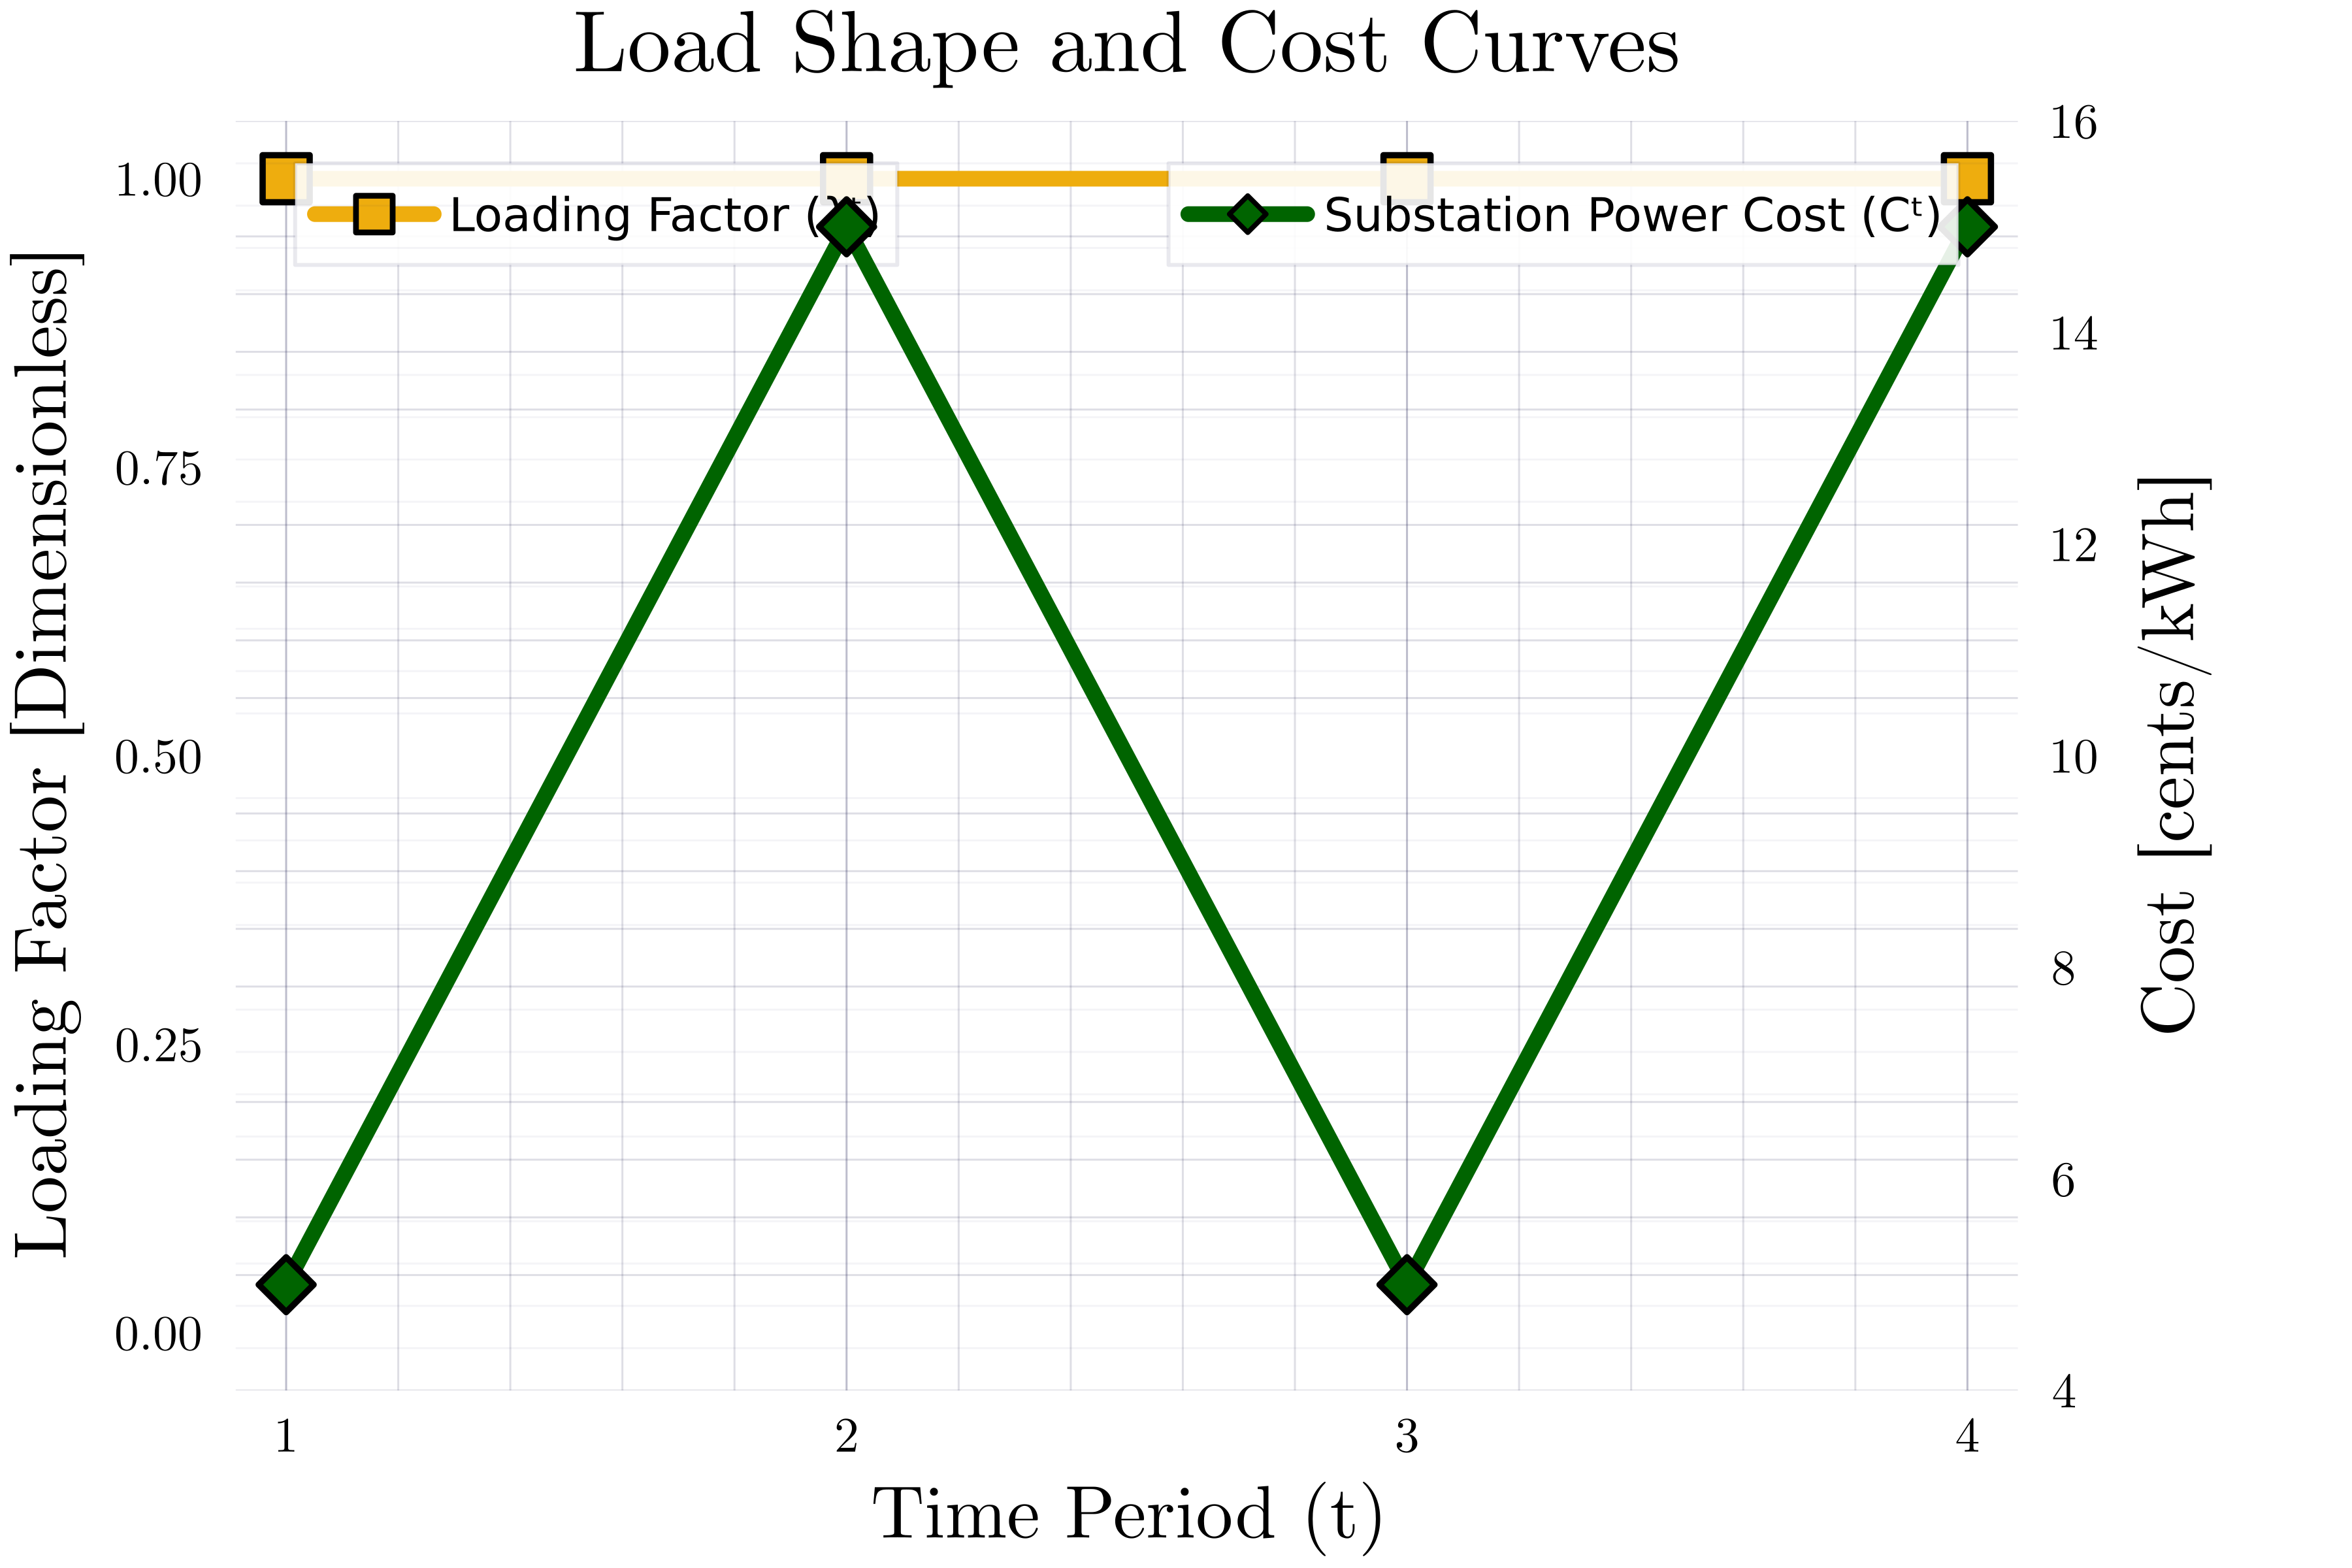 Load Shape and Cost Curves
Loading Factor [Dimensionless]
1.00
0.75
0.50
0.25
0.00
Loading Factor (
Substation Power Cost (Cᵗ)
16
14
12
10
8
6
4
Cost [cents/kWh]
1 2 3 4
Time Period (t)